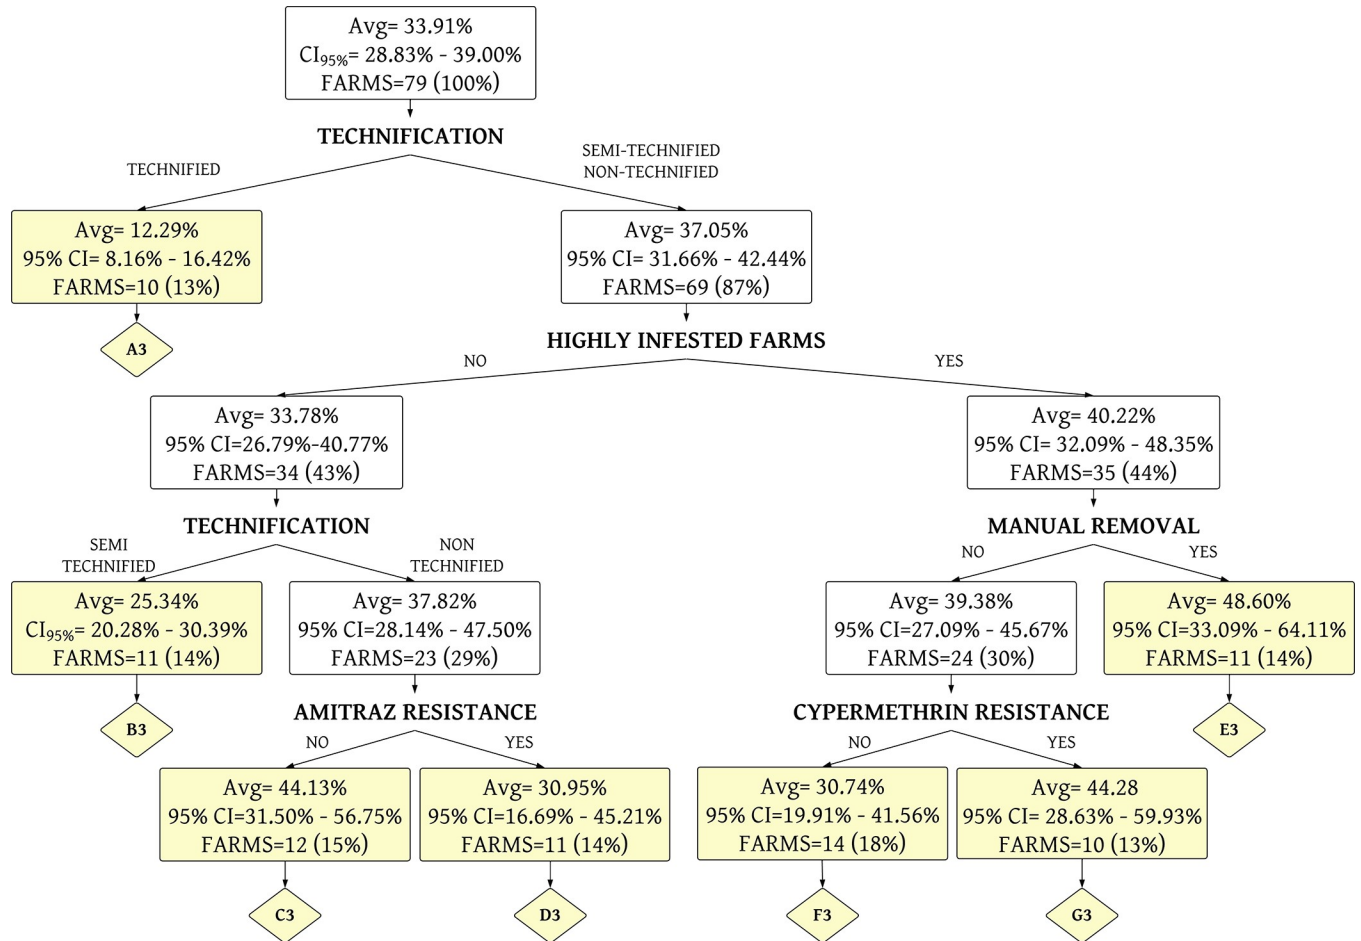 Avg= 33.91%
CI95%= 28.83% - 39.00%
FARMS=79 (100%)
TECHNIFICATION
TECHNIFIED
SEMI-TECHNIFIED
NON-TECHNIFIED
Avg= 12.29%
95% CI= 8.16% - 16.42%
FARMS=10 (13%)
A3
Avg= 37.05%
95% CI= 31.66% - 42.44%
FARMS=69 (87%)
HIGHLY INFESTED FARMS
NO
YES
Avg= 33.78%
95% CI=26.79%-40.77%
FARMS=34 (43%)
Avg= 40.22%
95% CI= 32.09% - 48.35%
FARMS=35 (44%)
TECHNIFICATION
SEMI
TECHNIFIED
NON
TECHNIFIED
MANUAL REMOVAL
NO
YES
Avg= 25.34%
CI95%= 20.28% - 30.39%
FARMS=11 (14%)
B3
Avg= 37.82%
95% CI=28.14% - 47.50%
FARMS=23 (29%)
Avg= 39.38%
95% CI=27.09% - 45.67%
FARMS=24 (30%)
Avg= 48.60%
95% CI=33.09% - 64.11%
FARMS=11 (14%)
E3
AMITRAZ RESISTANCE
NO
YES
CYPERMETHRIN RESISTANCE
NO
YES
Avg= 44.13%
95% CI=31.50% - 56.75%
FARMS=12 (15%)
C3
Avg= 30.95%
95% CI=16.69% - 45.21%
FARMS=11 (14%)
D3
Avg= 30.74%
95% CI=19.91% - 41.56%
FARMS=14 (18%)
F3
Avg= 44.28
95% CI= 28.63% - 59.93%
FARMS=10 (13%)
G3